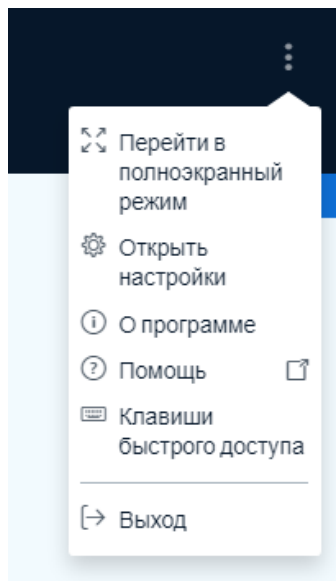 Перейти в
полноэкранный
режим
Открыть
настройки
О программе
Помощь
Клавиши
быстрого доступа
Выход